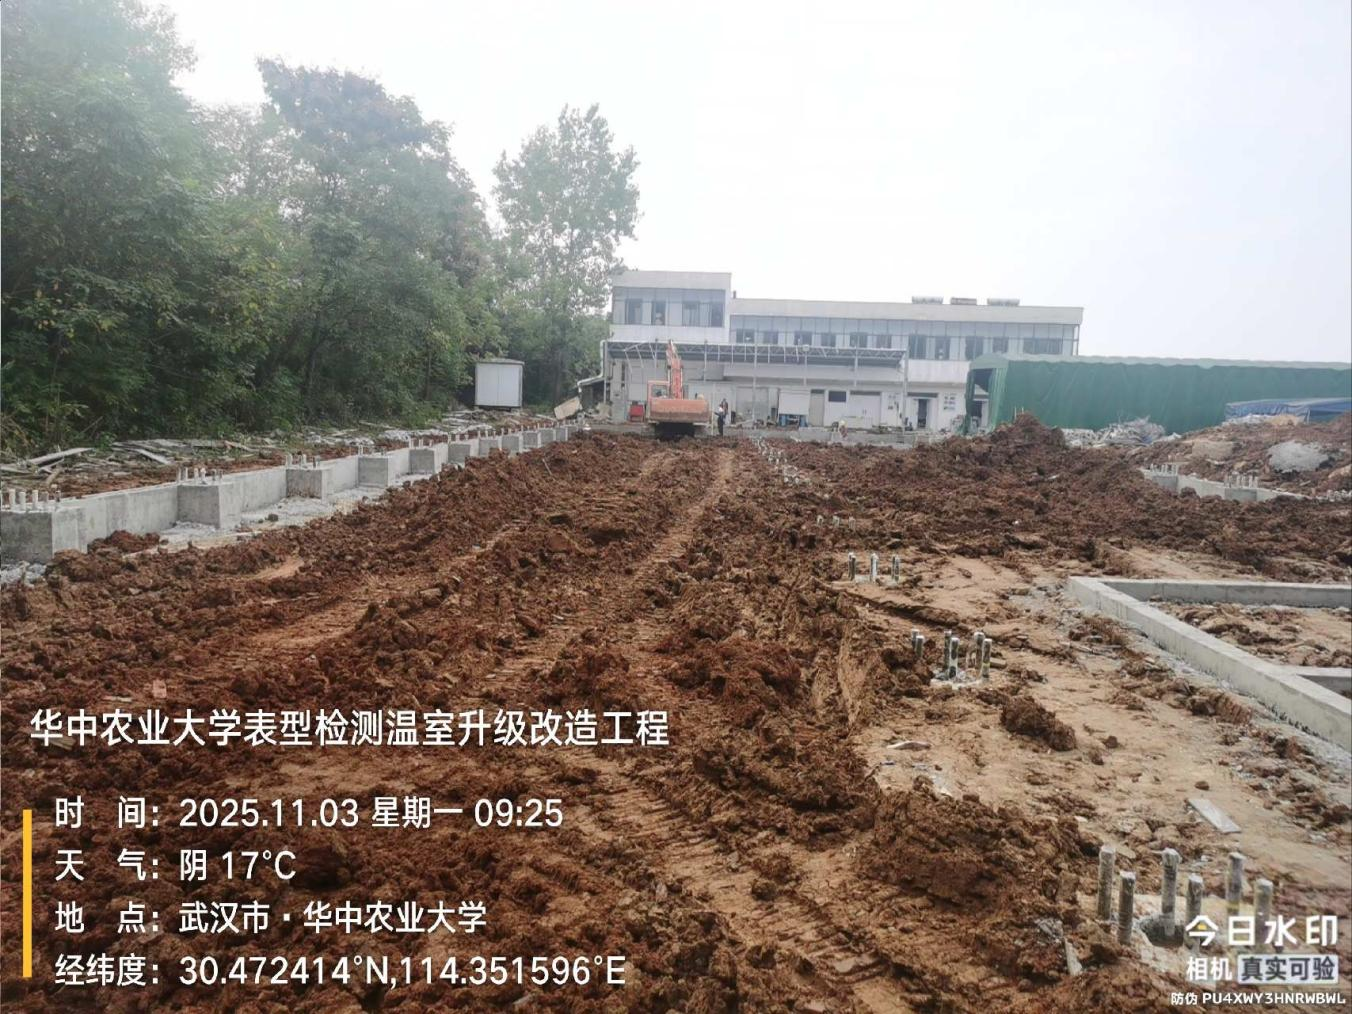 华中农业大学表型检测温室升级改造工程
时 间：2025.11.03 星期一 09:25
天 气：阴 17°C
地 点：武汉市·华中农业大学
经纬度：30.472414°N,114.351596°E
今日水印
相机 真实可验
防伪 PU4XWY3HNRWBWL